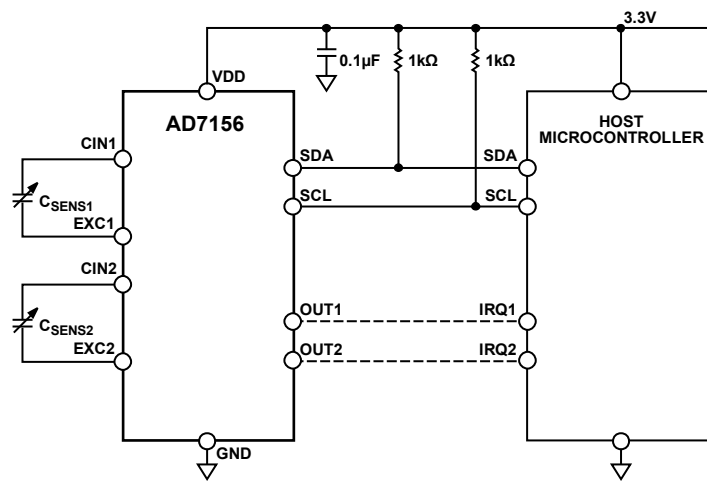 3.3V
0.1µF
1kΩ
1kΩ
VDD
AD7156
HOST
MICROCONTROLLER
CIN1
SDA
SDA
CSENS1
SCL
SCL
EXC1
CIN2
OUT1
IRQ1
CSENS2
EXC2
OUT2
IRQ2
GND